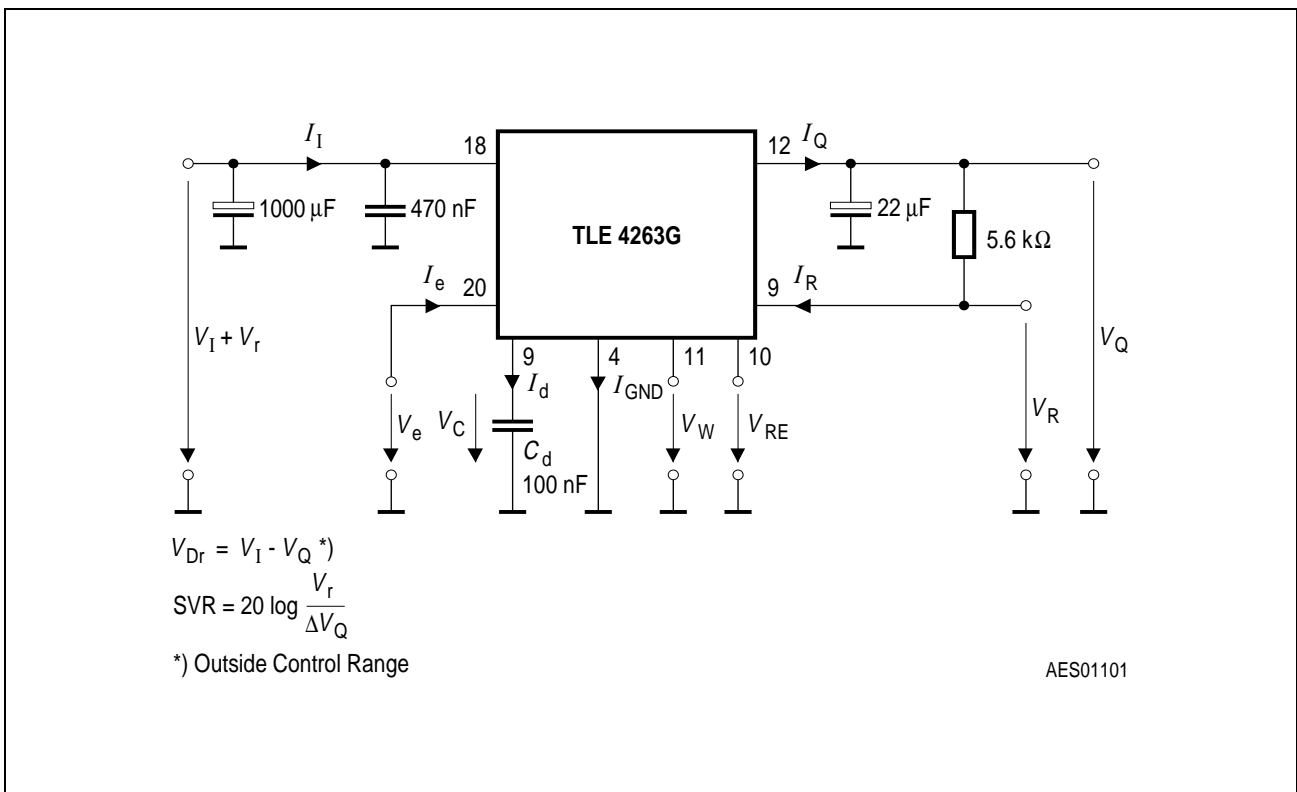 I_I
18
12
I_Q
1000 μF
470 nF
TLE 4263G
22 μF
5.6 kΩ
I_e
20
9
I_R
V_I + V_r
9
4
11
10
I_d
I_GND
V_e
V_C
V_W
V_RE
V_R
V_Q
C_d
100 nF
V_Dr = V_I - V_Q *)
SVR = 20 log V_r / ΔV_Q
*) Outside Control Range
AES01101